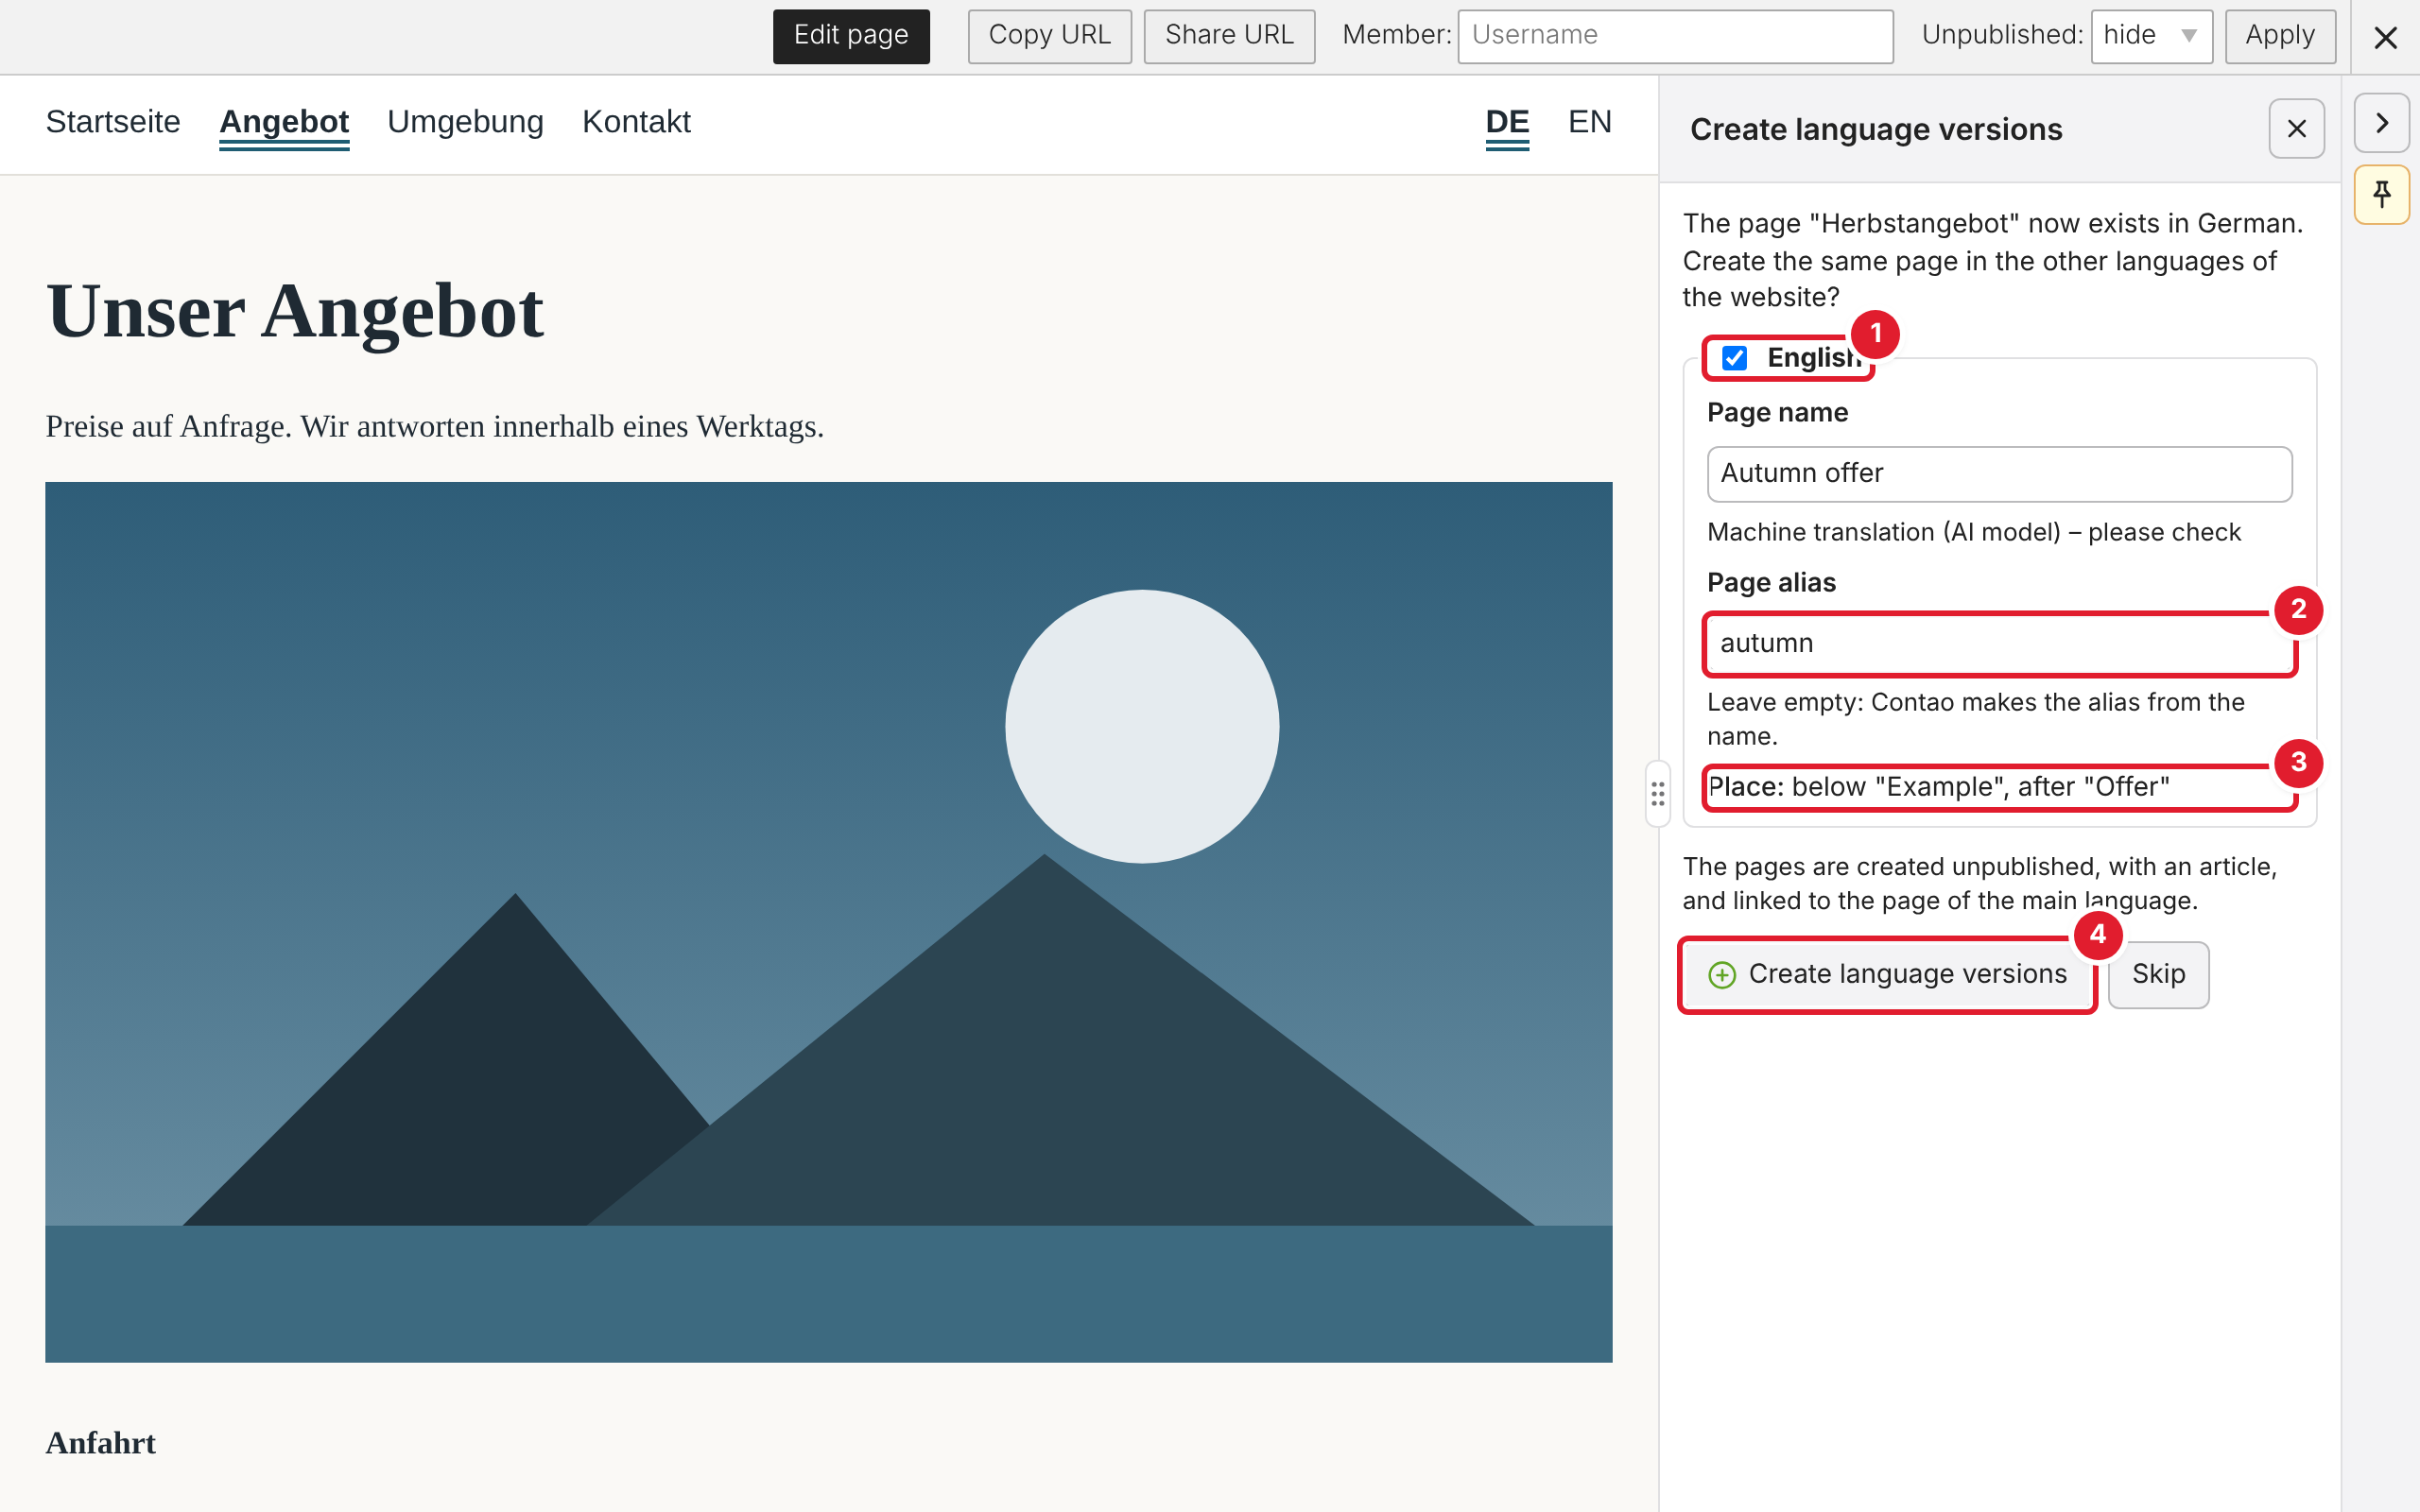 Edit page
Copy URL
Share URL
Member:
Username
Unpublished:
hide
Apply
Startseite
Angebot
Umgebung
Kontakt
DE
EN
Unser Angebot
Preise auf Anfrage. Wir antworten innerhalb eines Werktags.
Anfahrt
Create language versions
The page "Herbstangebot" now exists in German.
Create the same page in the other languages of
the website?
1
English
Page name
Autumn offer
Machine translation (AI model) – please check
Page alias
2
autumn
Leave empty: Contao makes the alias from the
name.
3
Place: below "Example", after "Offer"
The pages are created unpublished, with an article,
and linked to the page of the main language.
4
Create language versions
Skip